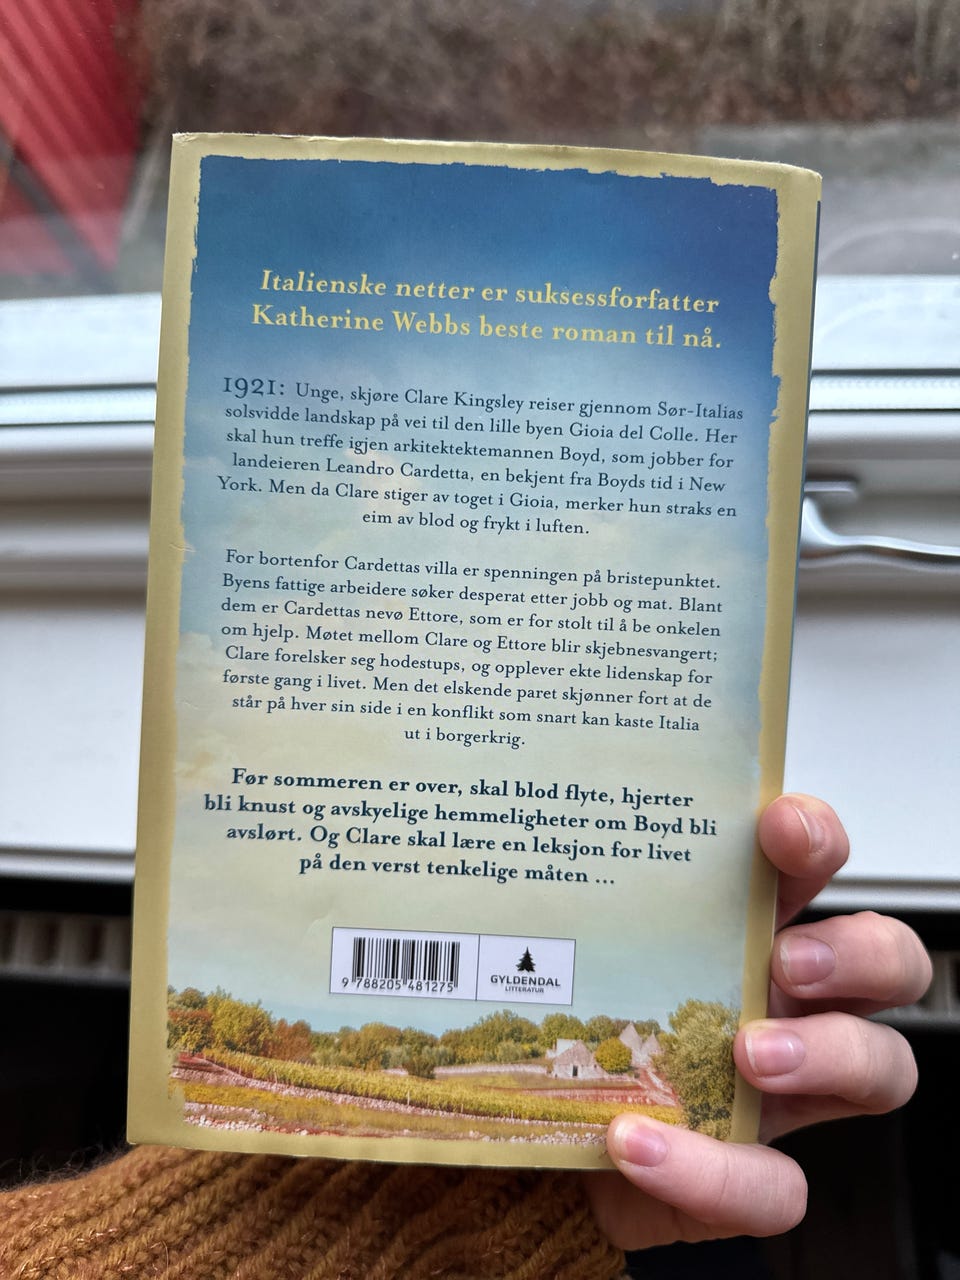 Italienske netter er suksessforfatter
Katherine Webbs beste roman til nå.
1921: Unge, skjøre Clare Kingsley reiser gjennom Sør-Italias
solsvidde landskap på vei til den lille byen Gioia del Colle. Her
skal hun treffe igjen arkitektektemannen Boyd, som jobber for
landeieren Leandro Cardetta, en bekjent fra Boyds tid i New
York. Men da Clare stiger av toget i Gioia, merker hun straks en
eim av blod og frykt i luften.
For bortenfor Cardettas villa er spenningen på bristepunktet.
Byens fattige arbeidere søker desperat etter jobb og mat. Blant
dem er Cardettas nevø Ettore, som er for stolt til å be onkelen
om hjelp. Møtet mellom Clare og Ettore blir skjebnesvangert;
Clare forelsker seg hodestups, og opplever ekte lidenskap for
første gang i livet. Men det elskende paret skjønner fort at de
står på hver sin side i en konflikt som snart kan kaste Italia
ut i borgerkrig.
Før sommeren er over, skal blod flyte, hjerter
bli knust og avskyelige hemmeligheter om Boyd bli
avslørt. Og Clare skal lære en leksjon for livet
på den verst tenkelige måten ...
9 788205 481275
GYLDENDAL
LITTERATUR